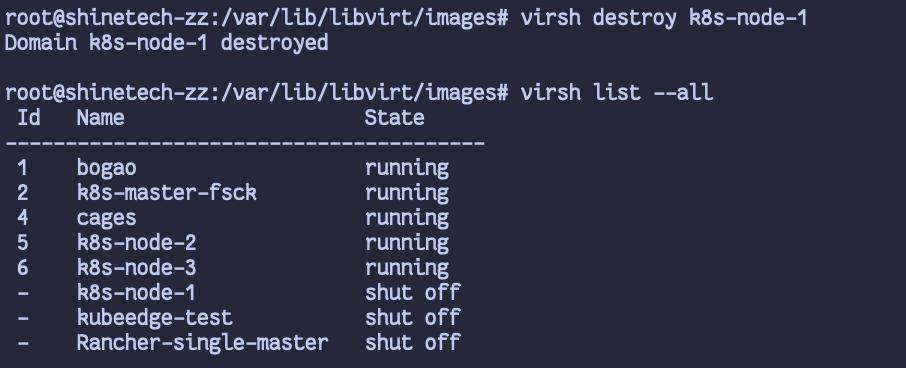 root@shinetech-zz:/var/lib/libvirt/images# virsh destroy k8s-node-1
Domain k8s-node-1 destroyed
root@shinetech-zz:/var/lib/libvirt/images# virsh list --all
Id Name State
----------------------------------------
1 bogao running
2 k8s-master-fsck running
4 cages running
5 k8s-node-2 running
6 k8s-node-3 running
- k8s-node-1 shut off
- kubeedge-test shut off
- Rancher-single-master shut off